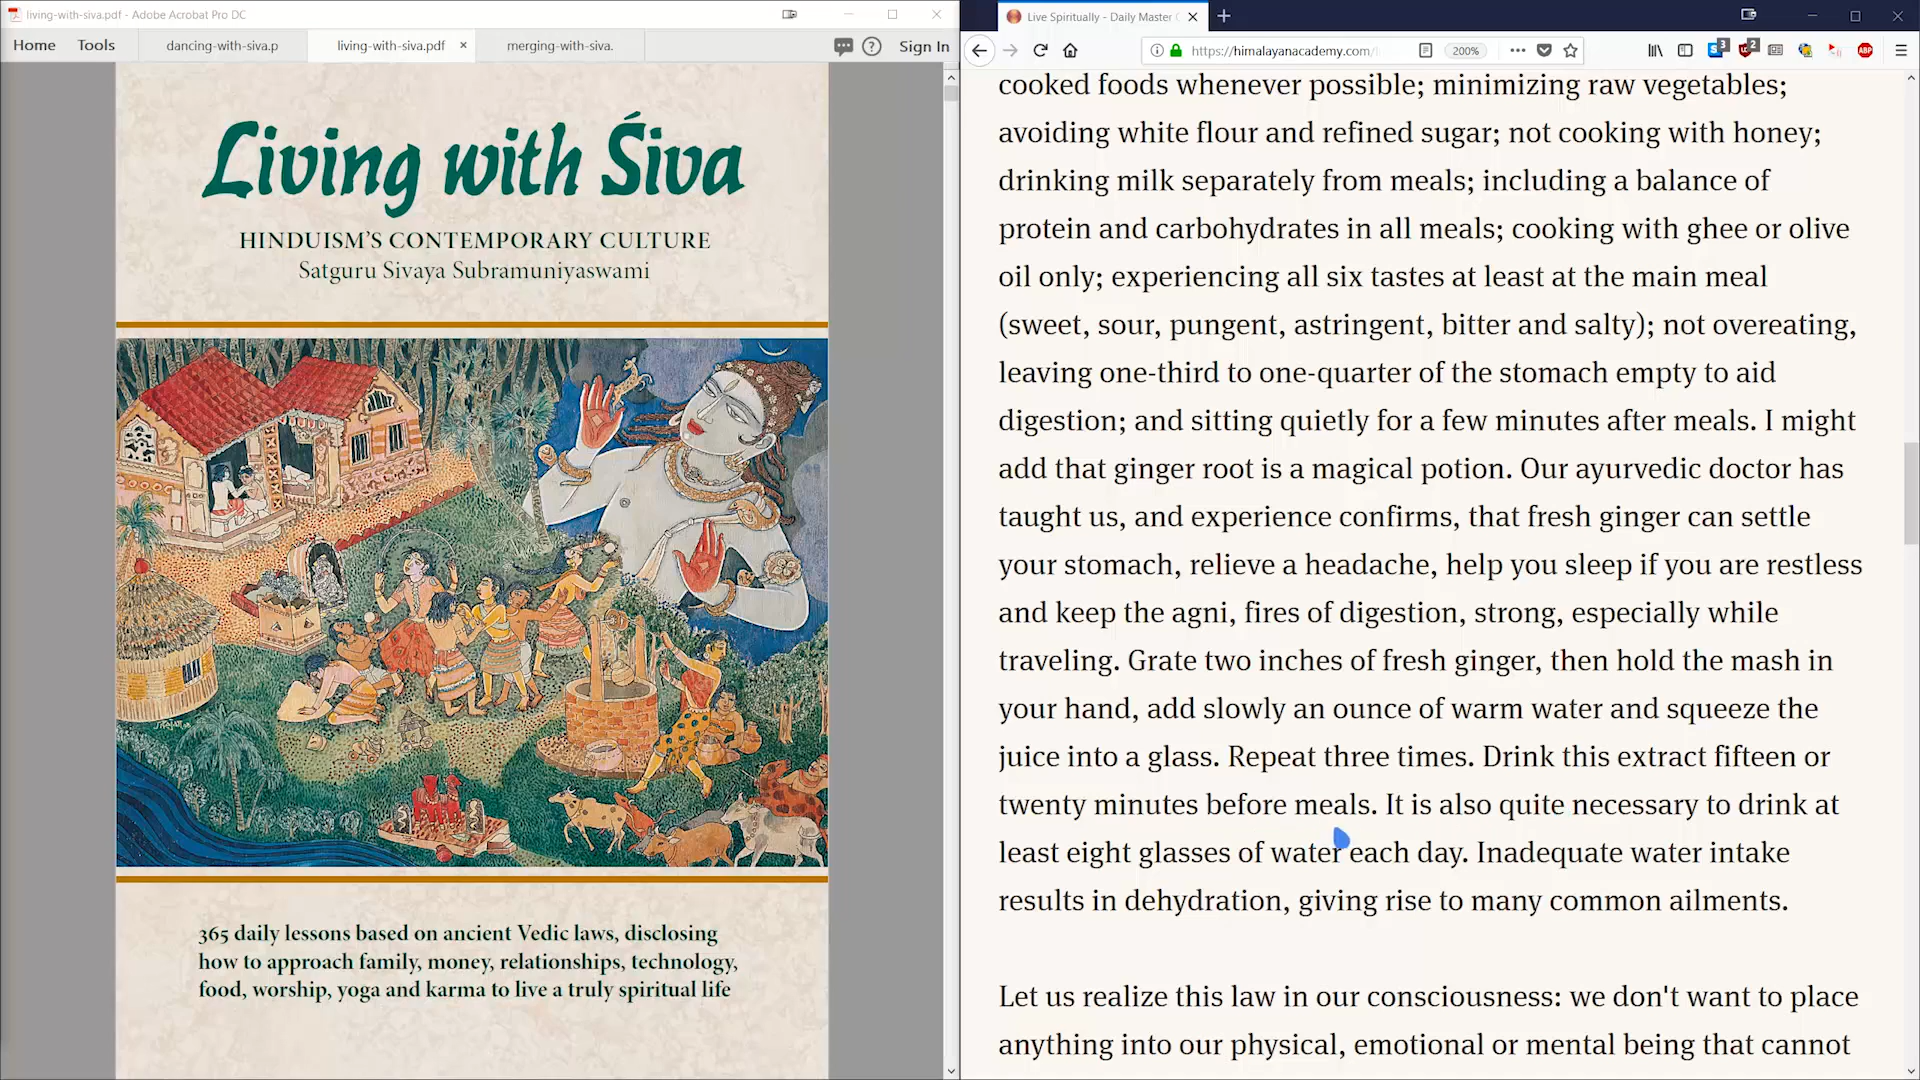 living-with-siva.pdf - Adobe Acrobat Pro DC
Home
Tools
dancing-with-siva.p
living-with-siva.pdf
×
merging-with-siva.
Sign In
Living with Śiva
HINDUISM'S CONTEMPORARY CULTURE
Satguru Sivaya Subramuniyaswami
365 daily lessons based on ancient Vedic laws, disclosing
how to approach family, money, relationships, technology,
food, worship, yoga and karma to live a truly spiritual life
Live Spiritually - Daily Master C
https://himalayanacademy.com/l
200%
3
2
ABP
cooked foods whenever possible; minimizing raw vegetables;
avoiding white flour and refined sugar; not cooking with honey;
drinking milk separately from meals; including a balance of
protein and carbohydrates in all meals; cooking with ghee or olive
oil only; experiencing all six tastes at least at the main meal
(sweet, sour, pungent, astringent, bitter and salty); not overeating,
leaving one-third to one-quarter of the stomach empty to aid
digestion; and sitting quietly for a few minutes after meals. I might
add that ginger root is a magical potion. Our ayurvedic doctor has
taught us, and experience confirms, that fresh ginger can settle
your stomach, relieve a headache, help you sleep if you are restless
and keep the agni, fires of digestion, strong, especially while
traveling. Grate two inches of fresh ginger, then hold the mash in
your hand, add slowly an ounce of warm water and squeeze the
juice into a glass. Repeat three times. Drink this extract fifteen or
twenty minutes before meals. It is also quite necessary to drink at
least eight glasses of water each day. Inadequate water intake
results in dehydration, giving rise to many common ailments.
Let us realize this law in our consciousness: we don't want to place
anything into our physical, emotional or mental being that cannot